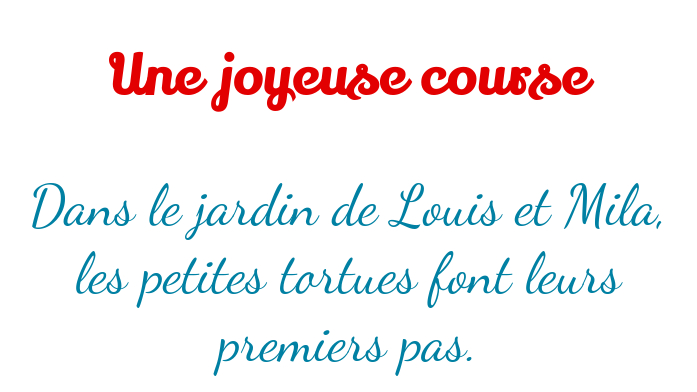 Une joyeuse course
Dans le jardin de Louis et Mila,
les petites tortues font leurs
premiers pas.